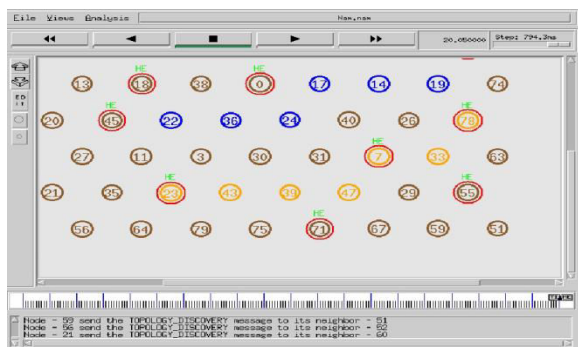 File Views Analysis Nam.nam
20.050000 Step: 794.3ms
HE HE
13 18 38 0 17 14 19 74
HE HE
20 45 22 36 24 40 26 78
HE
27 11 3 30 31 7 33 63
HE HE
21 35 23 43 39 47 29 55
HE
56 64 79 75 71 67 59 51
Node - 59 send the TOPOLOGY_DISCOVERY message to its neighbor - 51
Node - 56 send the TOPOLOGY_DISCOVERY message to its neighbor - 62
Node - 21 send the TOPOLOGY_DISCOVERY message to its neighbor - 60